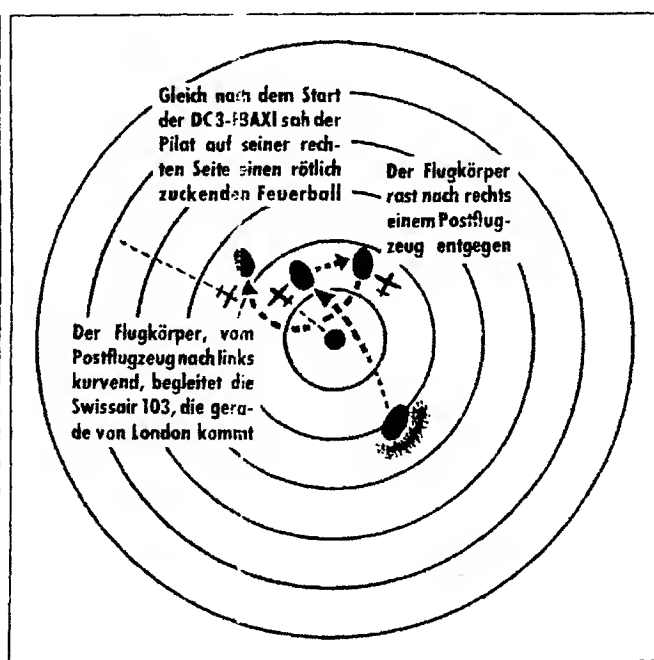 Gleich nach dem Start
der DC3-FBAXI sah der
Pilat auf seiner rech-
ten Seite einen rötlich
zuckenden Feuerball
Der Flugkörper
rast nach rechts
einem Postflug-
zeug entgegen
Der Flugkörper, vom
Postflugzeug nach links
kurvend, begleitet die
Swissair 103, die gera-
de von London kommt